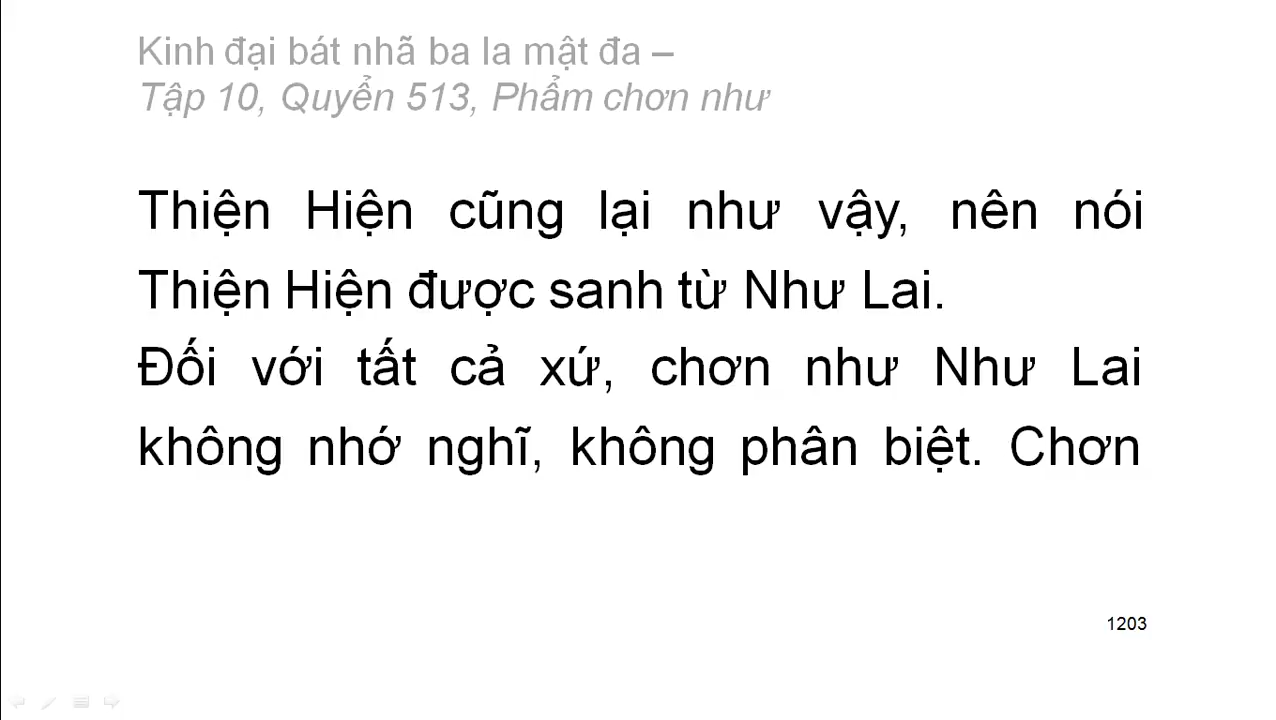 Kinh đại bát nhã ba la mật đa –
Tập 10, Quyển 513, Phẩm chơn như
Thiện Hiện cũng lại như vậy, nên nói
Thiện Hiện được sanh từ Như Lai.
Đối với tất cả xứ, chơn như Như Lai
không nhớ nghĩ, không phân biệt. Chơn
1203